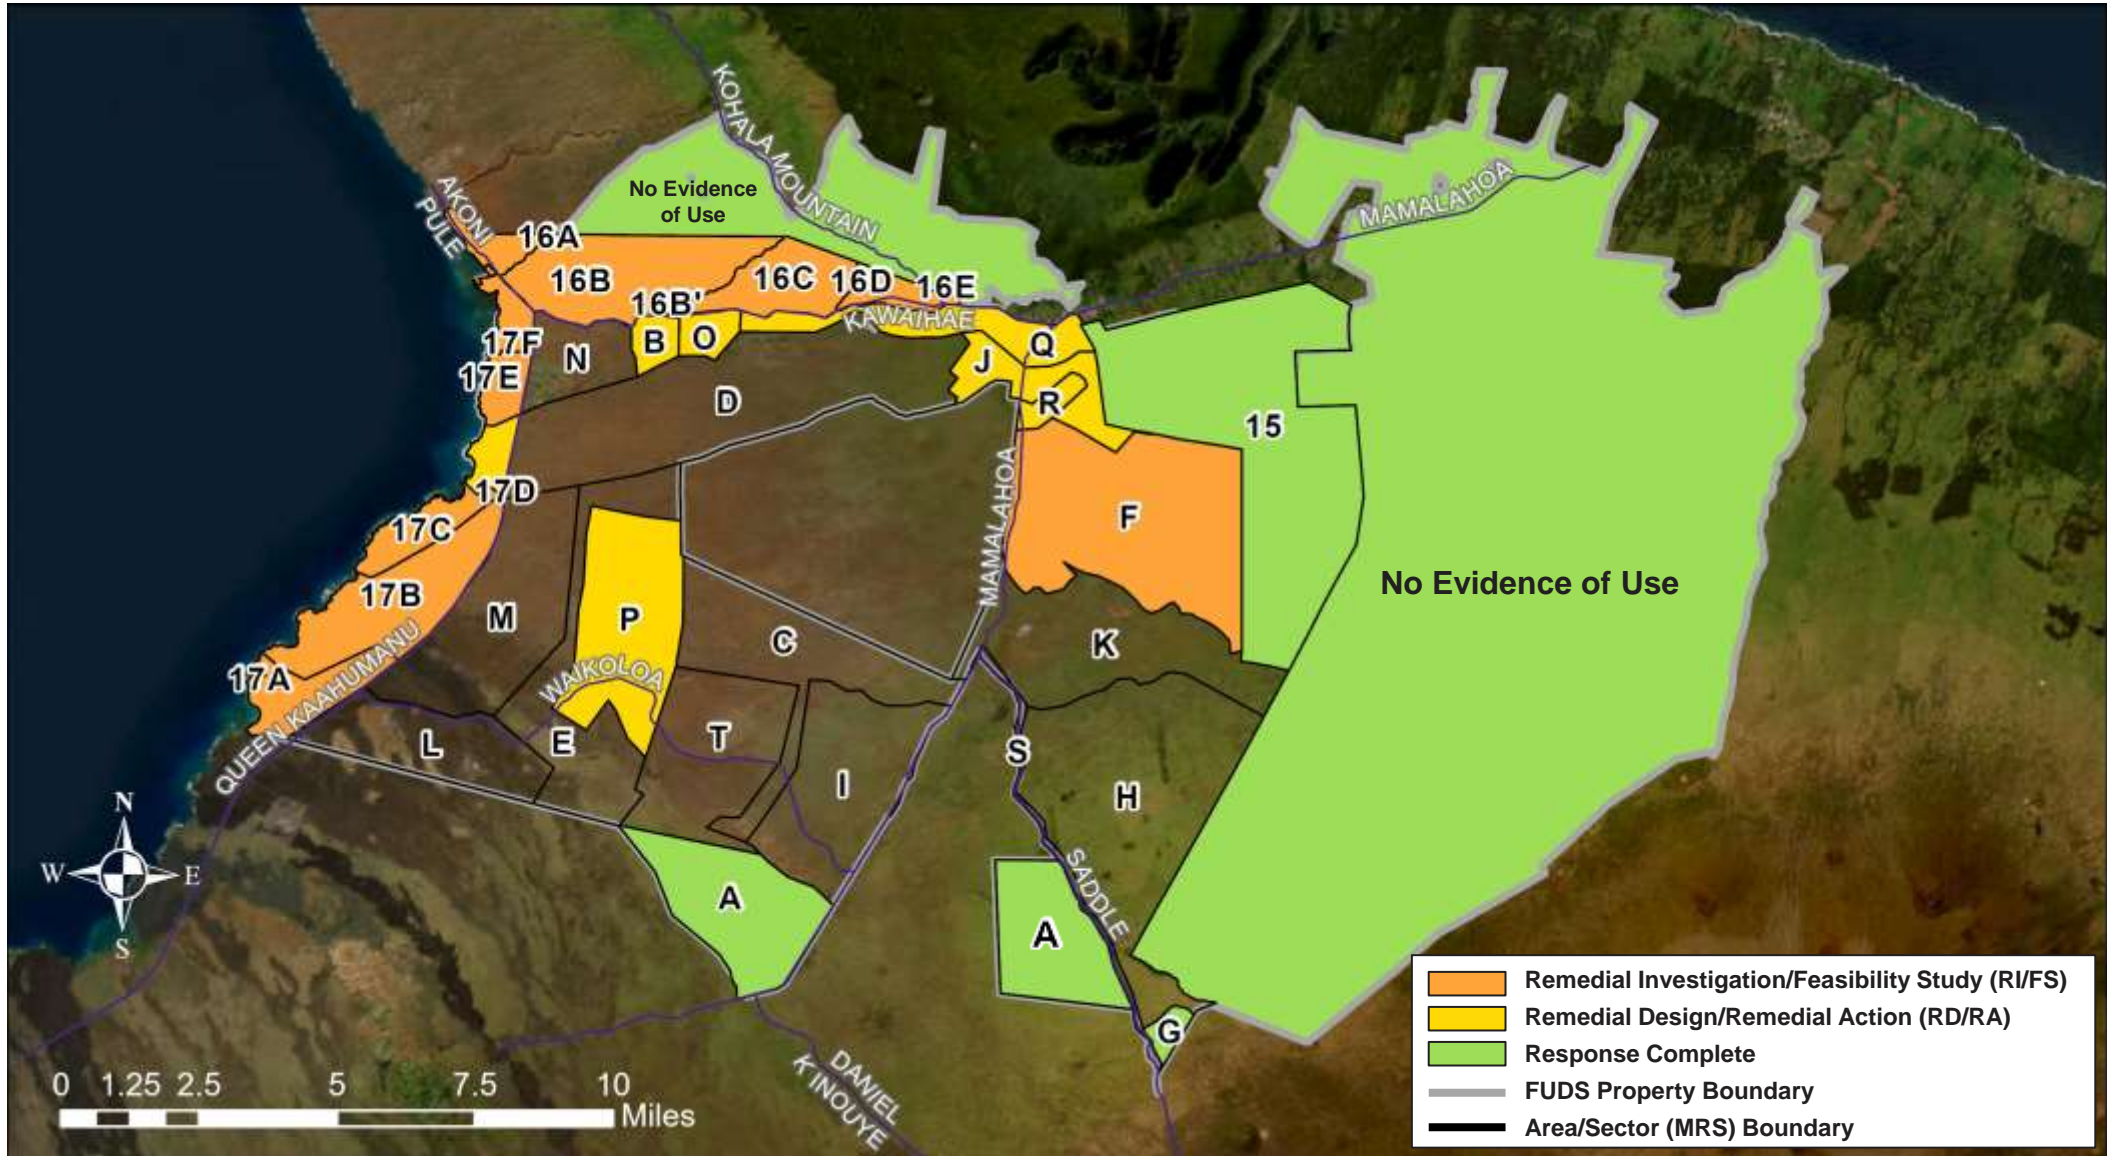 KOHALA MOUNTAIN
No Evidence
of Use
AKONI
PULE
MAMALAHOA
16A
16B
16C
16D
16E
16B'
KAWAIHAE
17F
17E
N
B
O
J
Q
D
R
15
17D
17C
17B
17A
MAMALAHOA
F
No Evidence of Use
M
P
C
K
WAIKOLOA
QUEEN KAAHUMANU
L
E
T
I
S
H
A
A
SADDLE
G
DANIEL
K INOUYE
N
W
E
S
0 1.25 2.5 5 7.5 10
Miles
Remedial Investigation/Feasibility Study (RI/FS)
Remedial Design/Remedial Action (RD/RA)
Response Complete
FUDS Property Boundary
Area/Sector (MRS) Boundary